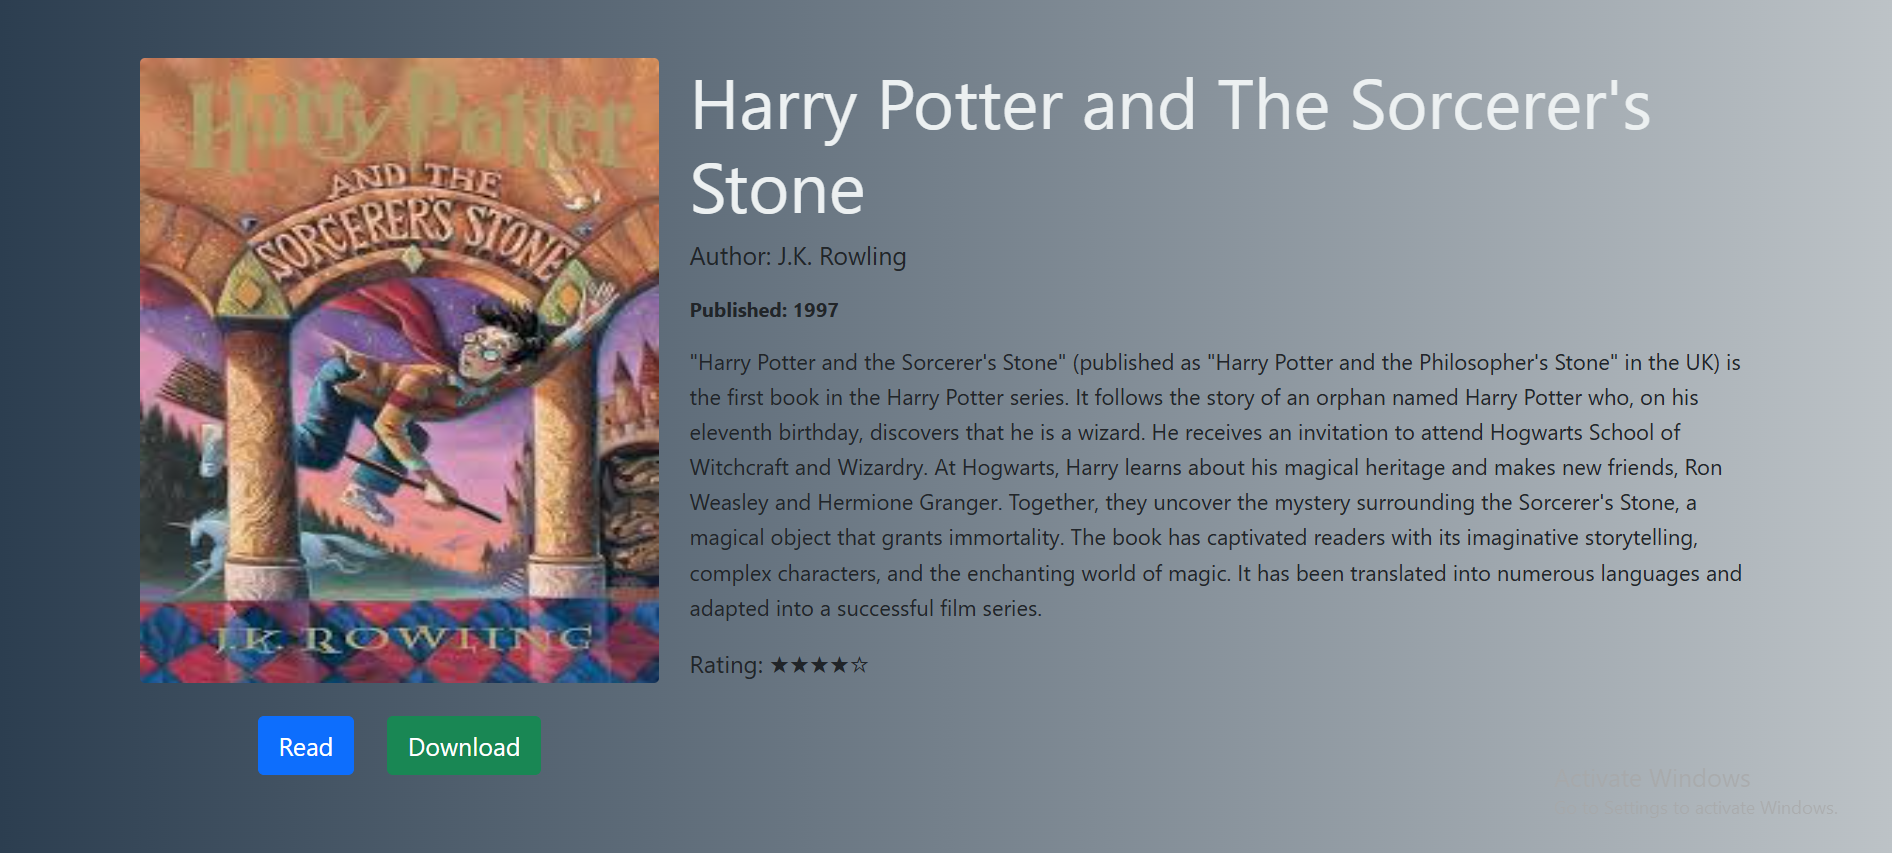 Harry Potter
AND THE
SORCERER'S STONE
J.K. ROWLING
Read
Download
Harry Potter and The Sorcerer's
Stone
Author: J.K. Rowling
Published: 1997
"Harry Potter and the Sorcerer's Stone" (published as "Harry Potter and the Philosopher's Stone" in the UK) is
the first book in the Harry Potter series. It follows the story of an orphan named Harry Potter who, on his
eleventh birthday, discovers that he is a wizard. He receives an invitation to attend Hogwarts School of
Witchcraft and Wizardry. At Hogwarts, Harry learns about his magical heritage and makes new friends, Ron
Weasley and Hermione Granger. Together, they uncover the mystery surrounding the Sorcerer's Stone, a
magical object that grants immortality. The book has captivated readers with its imaginative storytelling,
complex characters, and the enchanting world of magic. It has been translated into numerous languages and
adapted into a successful film series.
Rating: ★★★★☆
Activate Windows
Settings to activate Windows.